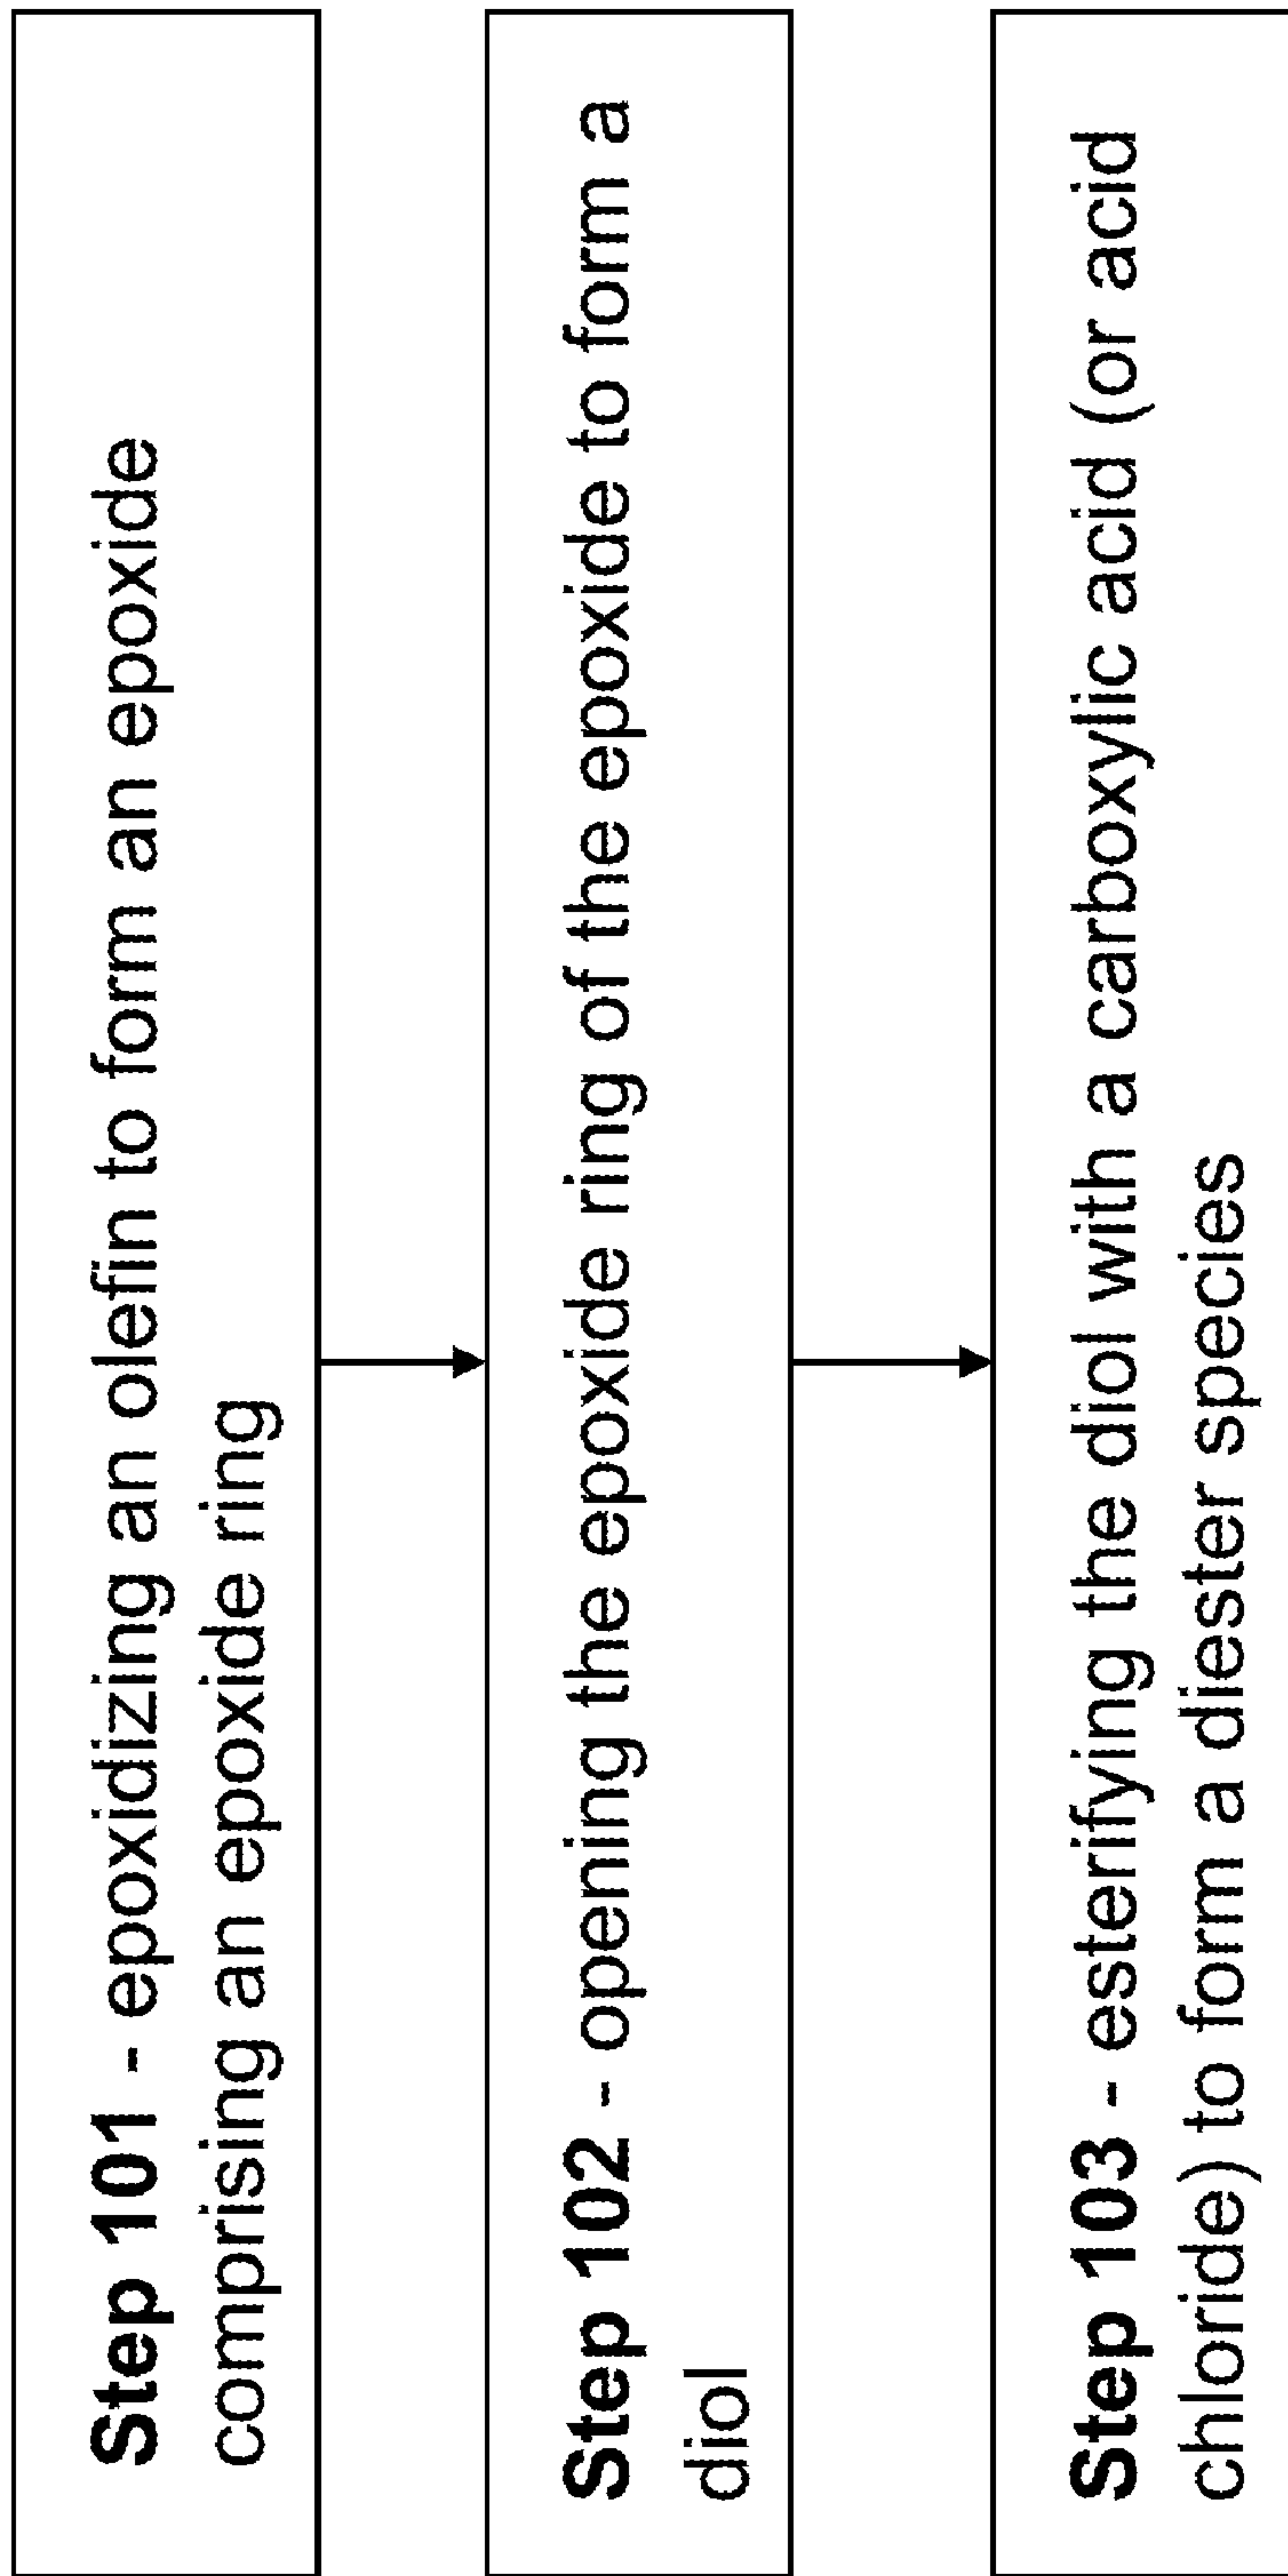 Step 101 - epoxidizing an olefin to form an epoxide
comprising an epoxide ring
Step 102 - opening the epoxide ring of the epoxide to form a
diol
Step 103 - esterifying the diol with a carboxylic acid (or acid
chloride) to form a diester species